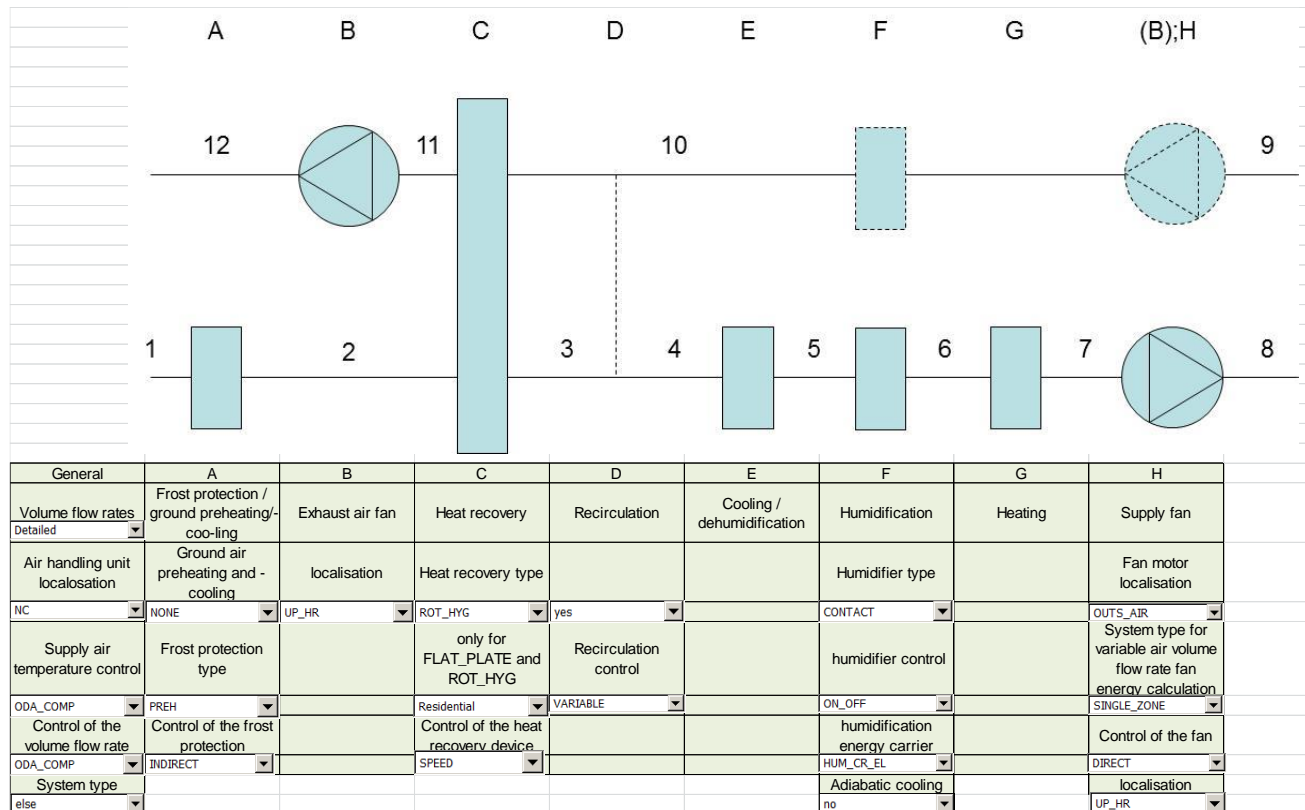 A B C D E F G (B);H
12 11 10 9
1 2 3 4 5 6 7 8
General A B C D E F G H
Volume flow rates
Detailed
Frost protection /
ground preheating/-
coo-ling
Exhaust air fan
Heat recovery
Recirculation
Cooling /
dehumidification
Humidification
Heating
Supply fan
Air handling unit
localosation
NC
Ground air
preheating and -
cooling
NONE
localisation
UP_HR
Heat recovery type
ROT_HYG
yes
Humidifier type
CONTACT
Fan motor
localisation
OUTS_AIR
Supply air
temperature control
ODA_COMP
Frost protection
type
PREH
only for
FLAT_PLATE and
ROT_HYG
Residential
Recirculation
control
VARIABLE
humidifier control
ON_OFF
System type for
variable air volume
flow rate fan
energy calculation
SINGLE_ZONE
Control of the
volume flow rate
ODA_COMP
Control of the frost
protection
INDIRECT
Control of the heat
recovery device
SPEED
humidification
energy carrier
HUM_CR_EL
Control of the fan
DIRECT
System type
else
Adiabatic cooling
no
localisation
UP_HR